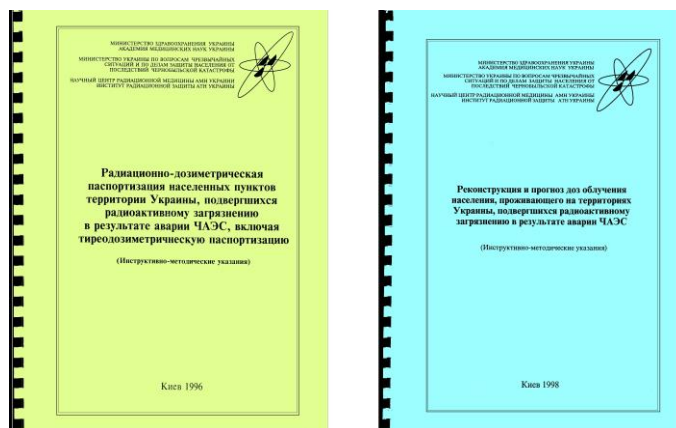 МИНИСТЕРСТВО ЗДРАВООХРАНЕНИЯ УКРАИНЫ
АКАДЕМИЯ МЕДИЦИНСКИХ НАУК УКРАИНЫ
МИНИСТЕРСТВО УКРАИНЫ ПО ВОПРОСАМ ЧРЕЗВЫЧАЙНЫХ
СИТУАЦИЙ И ПО ДЕЛАМ ЗАЩИТЫ НАСЕЛЕНИЯ ОТ
ПОСЛЕДСТВИЙ ЧЕРНОБЫЛЬСКОЙ КАТАСТРОФЫ
НАУЧНЫЙ ЦЕНТР РАДИАЦИОННОЙ МЕДИЦИНЫ АМН УКРАИНЫ
ИНСТИТУТ РАДИАЦИОННОЙ ЗАЩИТЫ АТН УКРАИНЫ
Радиационно-дозиметрическая
паспортизация населенных пунктов
территории Украины, подвергшихся
радиоактивному загрязнению
в результате аварии ЧАЭС, включая
тиреодозиметрическую паспортизацию
(Инструктивно-методические указания)
Киев 1996
МИНИСТЕРСТВО ЗДРАВООХРАНЕНИЯ УКРАИНЫ
АКАДЕМИЯ МЕДИЦИНСКИХ НАУК УКРАИНЫ
МИНИСТЕРСТВО УКРАИНЫ ПО ВОПРОСАМ ЧРЕЗВЫЧАЙНЫХ
СИТУАЦИЙ И ПО ДЕЛАМ ЗАЩИТЫ НАСЕЛЕНИЯ ОТ
ПОСЛЕДСТВИЙ ЧЕРНОБЫЛЬСКОЙ КАТАСТРОФЫ
НАУЧНЫЙ ЦЕНТР РАДИАЦИОННОЙ МЕДИЦИНЫ АМН УКРАИНЫ
ИНСТИТУТ РАДИАЦИОННОЙ ЗАЩИТЫ АТН УКРАИНЫ
Реконструкция и прогноз доз облучения
населения, проживающего на территориях
Украины, подвергшихся радиоактивному
загрязнению в результате аварии ЧАЭС
(Инструктивно-методические указания)
Киев 1998